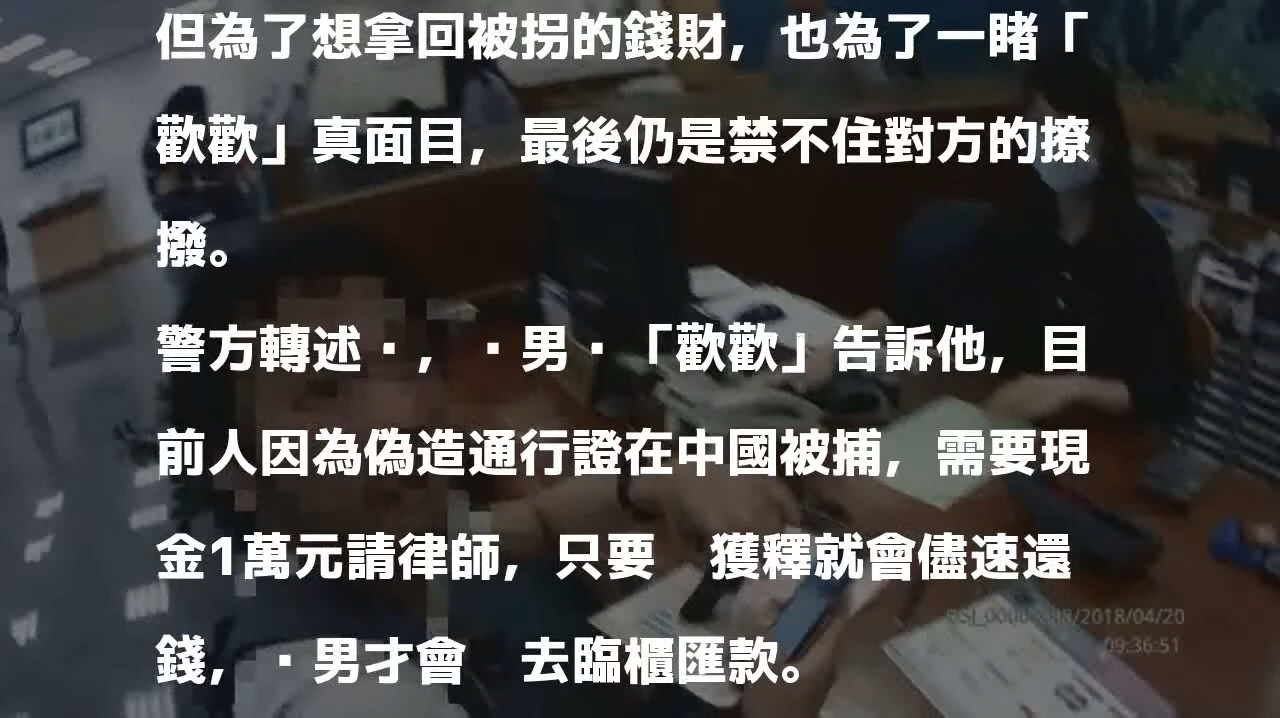 但為了想拿回被拐的錢財，也為了一睹「
歡歡」真面目，最後仍是禁不住對方的撩
撥。
警方轉述·，·男·「歡歡」告訴他，目
前人因為偽造通行證在中國被捕，需要現
金1萬元請律師，只要　獲釋就會儘速還
錢，·男才會　去臨櫃匯款。
/2018/04/20
09:36:51